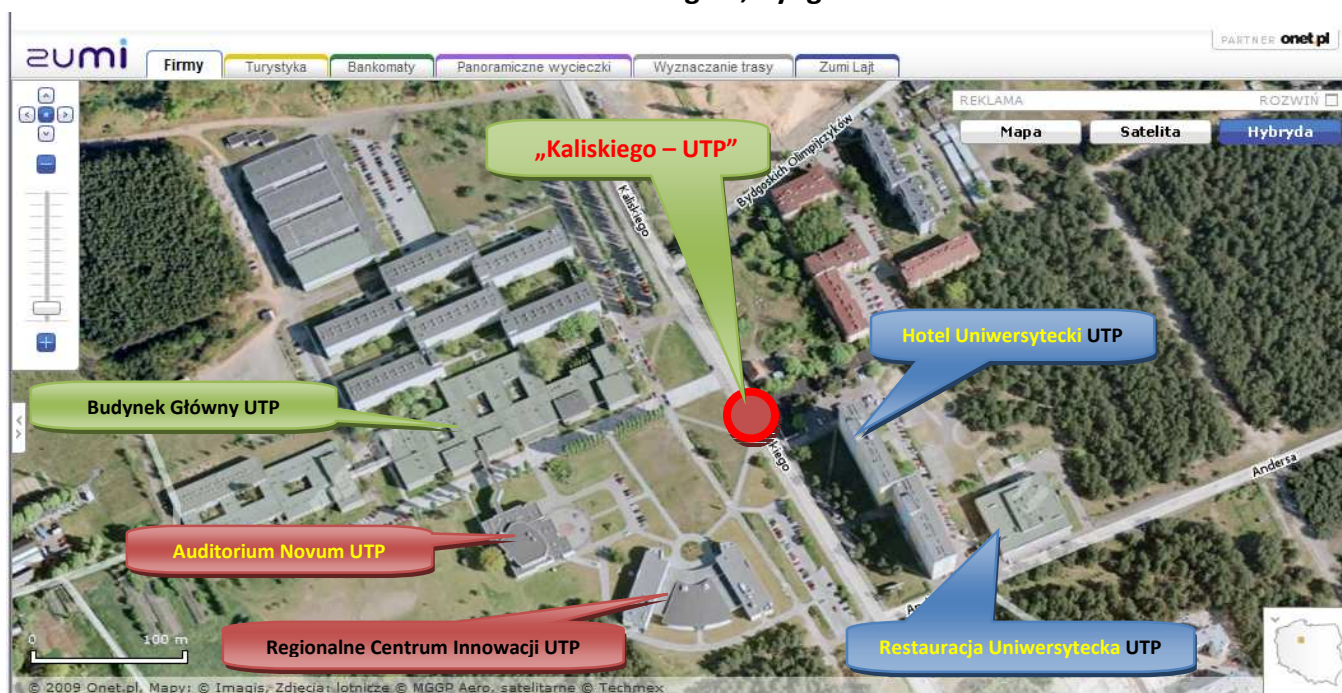 PARTNER onet.pl
zumi
Firmy
Turystyka
Bankomaty
Panoramiczne wycieczki
Wyznaczanie trasy
Zumi Lajt
REKLAMA
ROZWIŃ
Mapa
Satelita
Hybryda
„Kaliskiego – UTP”
Bydgoskich Olimpijczyków
Kaliskiego
Hotel Uniwersytecki UTP
Budynek Główny UTP
Andersa
Auditorium Novum UTP
Regionalne Centrum Innowacji UTP
Restauracja Uniwersytecka UTP
0
100 m
© 2009 Onet.pl, Mapy: © Imagis, Zdjęcia: lotnicze © MGGP Aero, satelitarne © Techmex